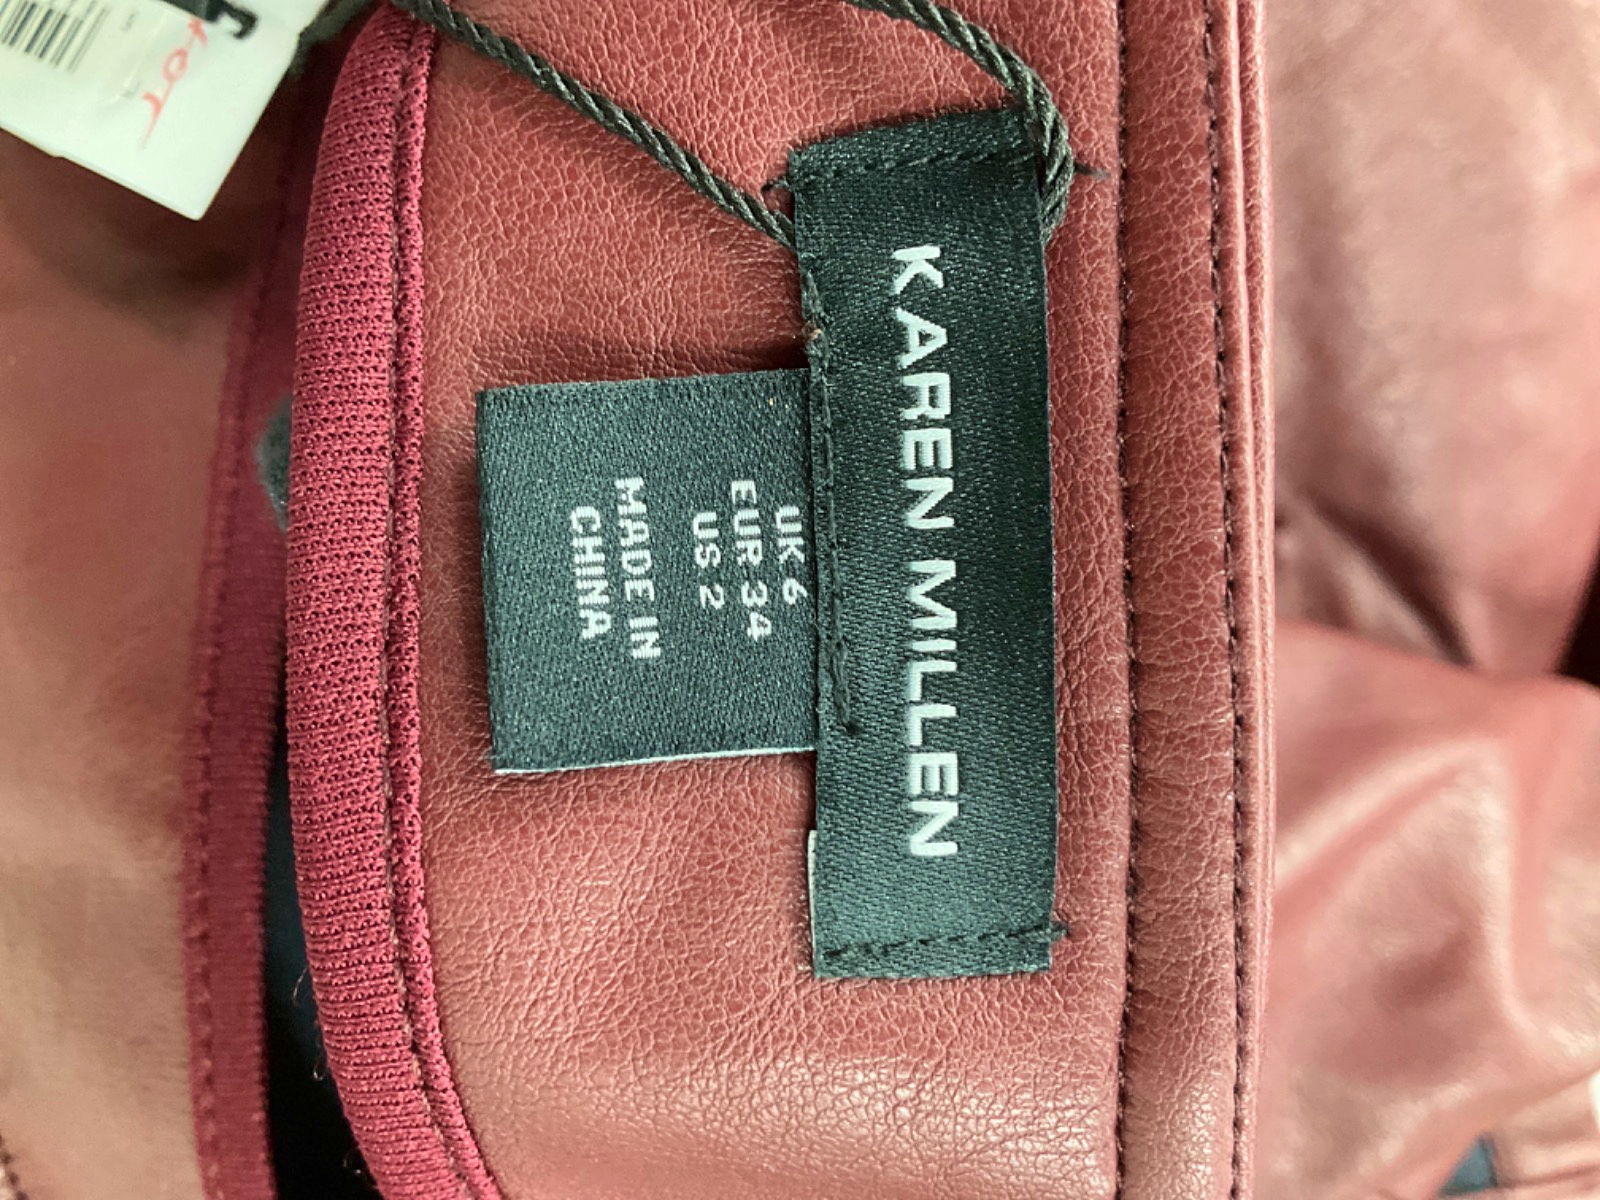 KAREN MILLEN
UK 6
EUR 34
US 2
MADE IN
CHINA